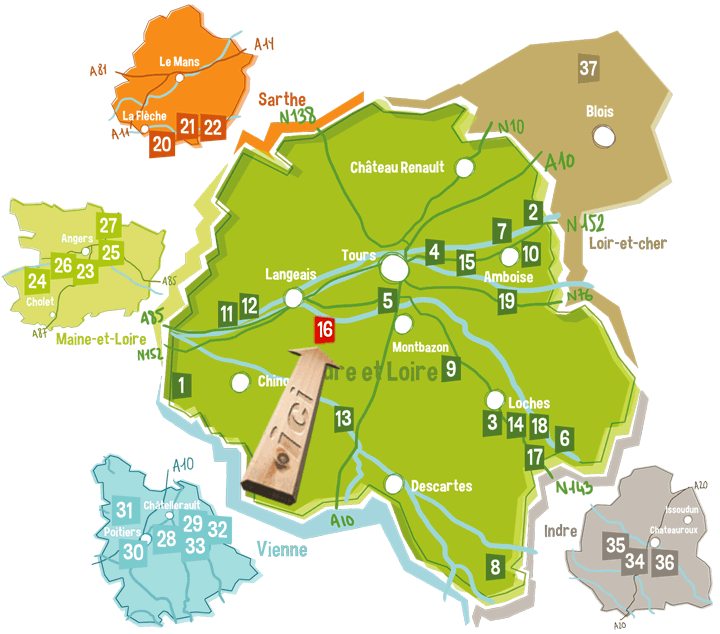 A14
A81
Le Mans
La Flèche
A11
20
21
22
Sarthe
N138
37
Blois
Loir-et-cher
N10
A10
Château Renault
2
N152
7
4
15
10
Amboise
Tours
Langeais
5
19
N76
11
12
16
Montbazon
27
Angers
25
26
23
24
A85
Cholet
A87
Maine-et-Loire
A85
N152
1
Chino
dre et Loire
9
ici
13
Loches
3
14
18
6
17
N143
Descartes
A10
8
Vienne
A10
31
Châtellerault
Poitiers
29
32
28
30
33
Indre
A20
Issoudun
Chateauroux
35
34
36
A20